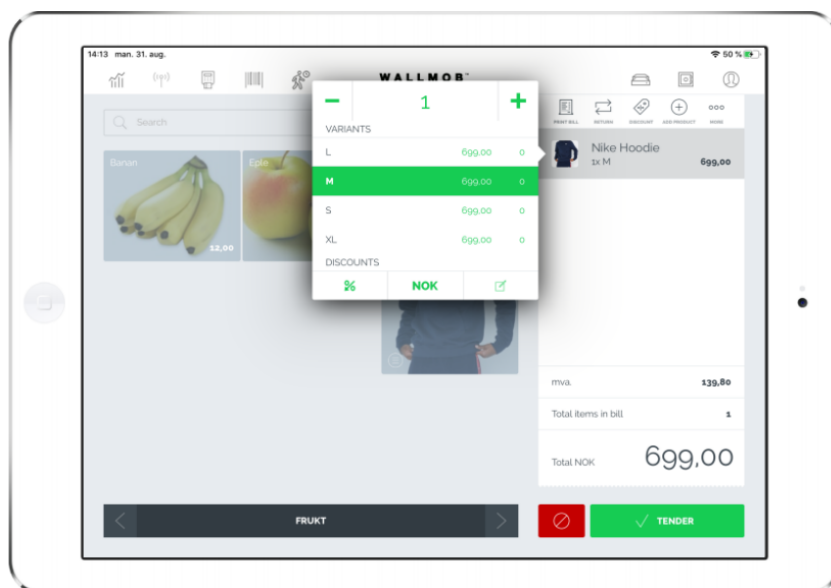 14:13 man. 31. aug.
50 %
WALLMOB
Search
PRINT BILL
RETURN
DISCOUNT
ADD PRODUCT
MORE
Banan
12,00
Eple
1
VARIANTS
L 699,00 0
M 699,00 0
S 699,00 0
XL 699,00 0
DISCOUNTS
% NOK
Nike Hoodie
1x M 699,00
mva. 139,80
Total items in bill 1
Total NOK 699,00
FRUKT
TENDER